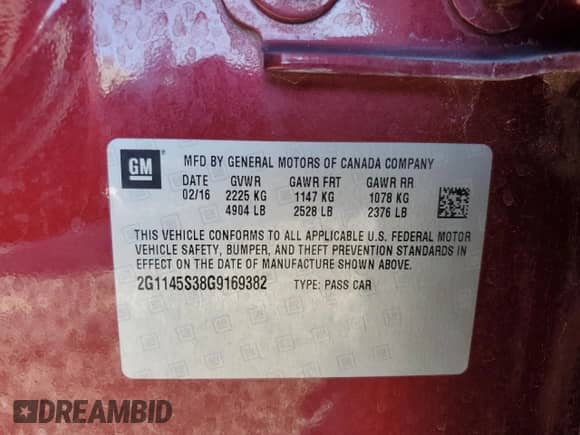 GM MFD BY GENERAL MOTORS OF CANADA COMPANY
DATE GVWR GAWR FRT GAWR RR
02/16 2225 KG 1147 KG 1078 KG
4904 LB 2528 LB 2376 LB
THIS VEHICLE CONFORMS TO ALL APPLICABLE U.S. FEDERAL MOTOR
VEHICLE SAFETY, BUMPER, AND THEFT PREVENTION STANDARDS IN
EFFECT ON THE DATE OF MANUFACTURE SHOWN ABOVE.
2G1145S38G9169382 TYPE: PASS CAR
DREAMBID